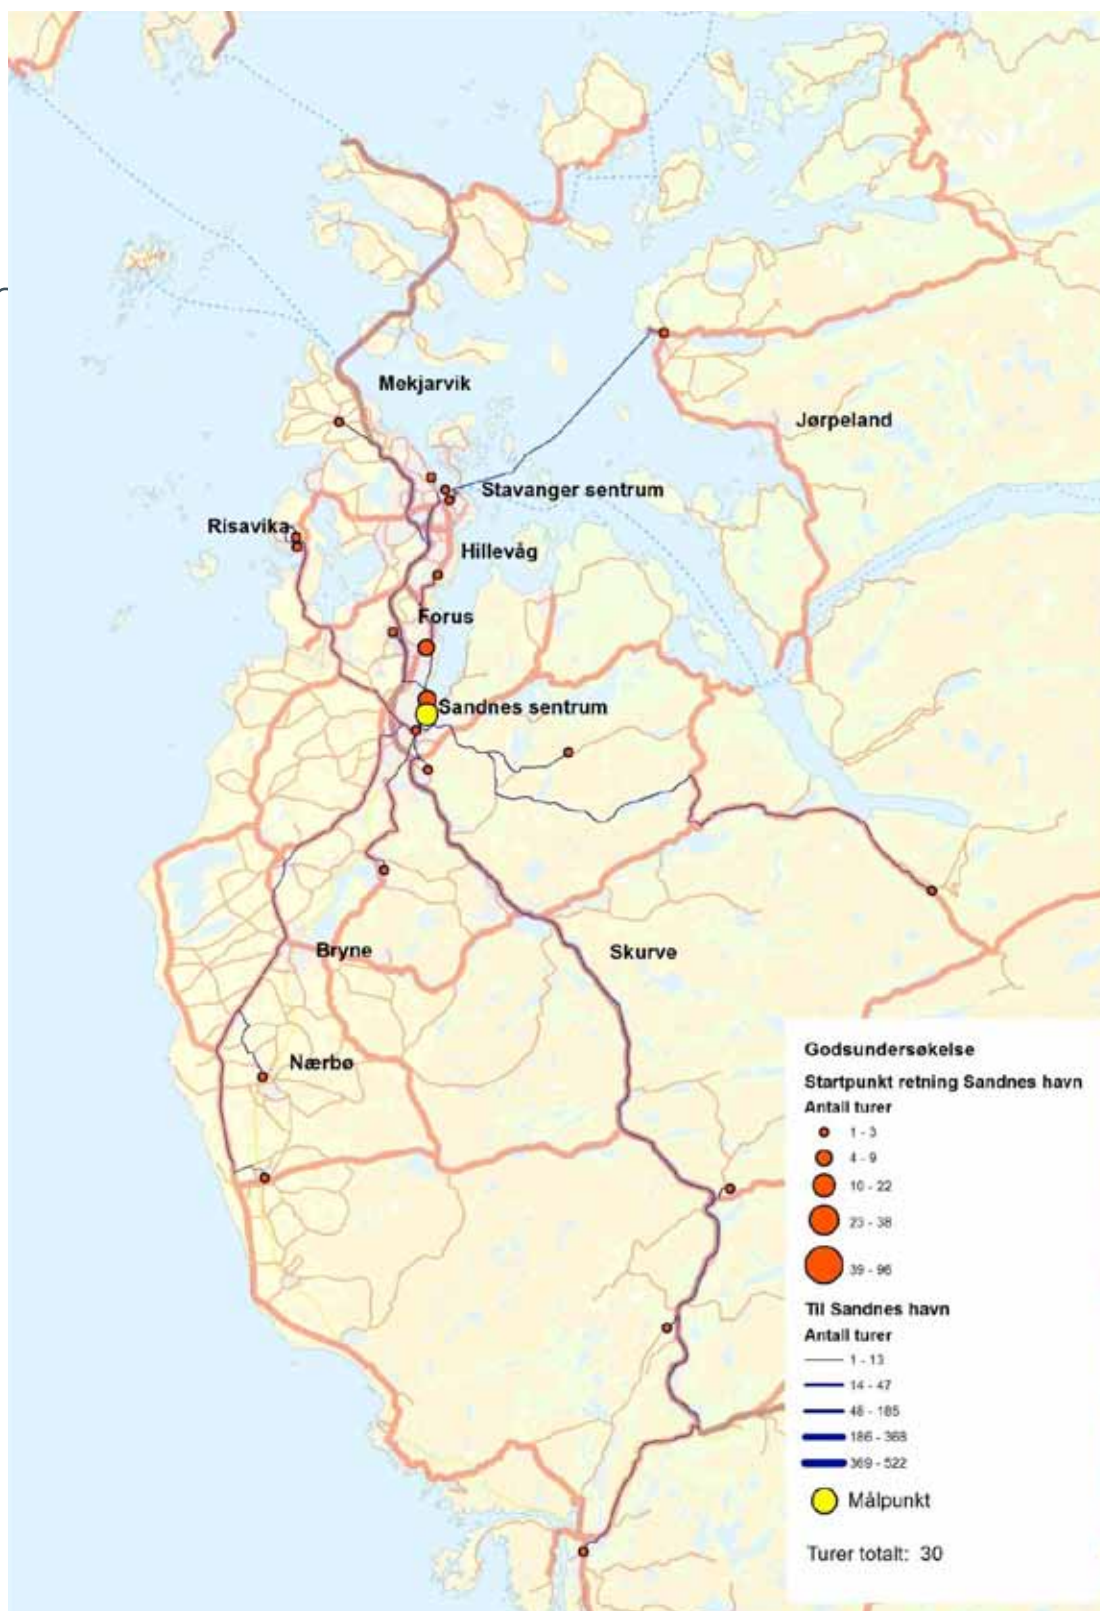 Mekjarvik
Jørpeland
Stavanger sentrum
Risavika
Hillevåg
Forus
Sandnes sentrum
Bryne
Skurve
Nærbø
Godsundersøkelse
Startpunkt retning Sandnes havn
Antall turer
1 - 3
4 - 9
10 - 22
23 - 38
39 - 96
Til Sandnes havn
Antall turer
1 - 13
14 - 47
48 - 185
186 - 368
369 - 522
Målpunkt
Turer totalt: 30